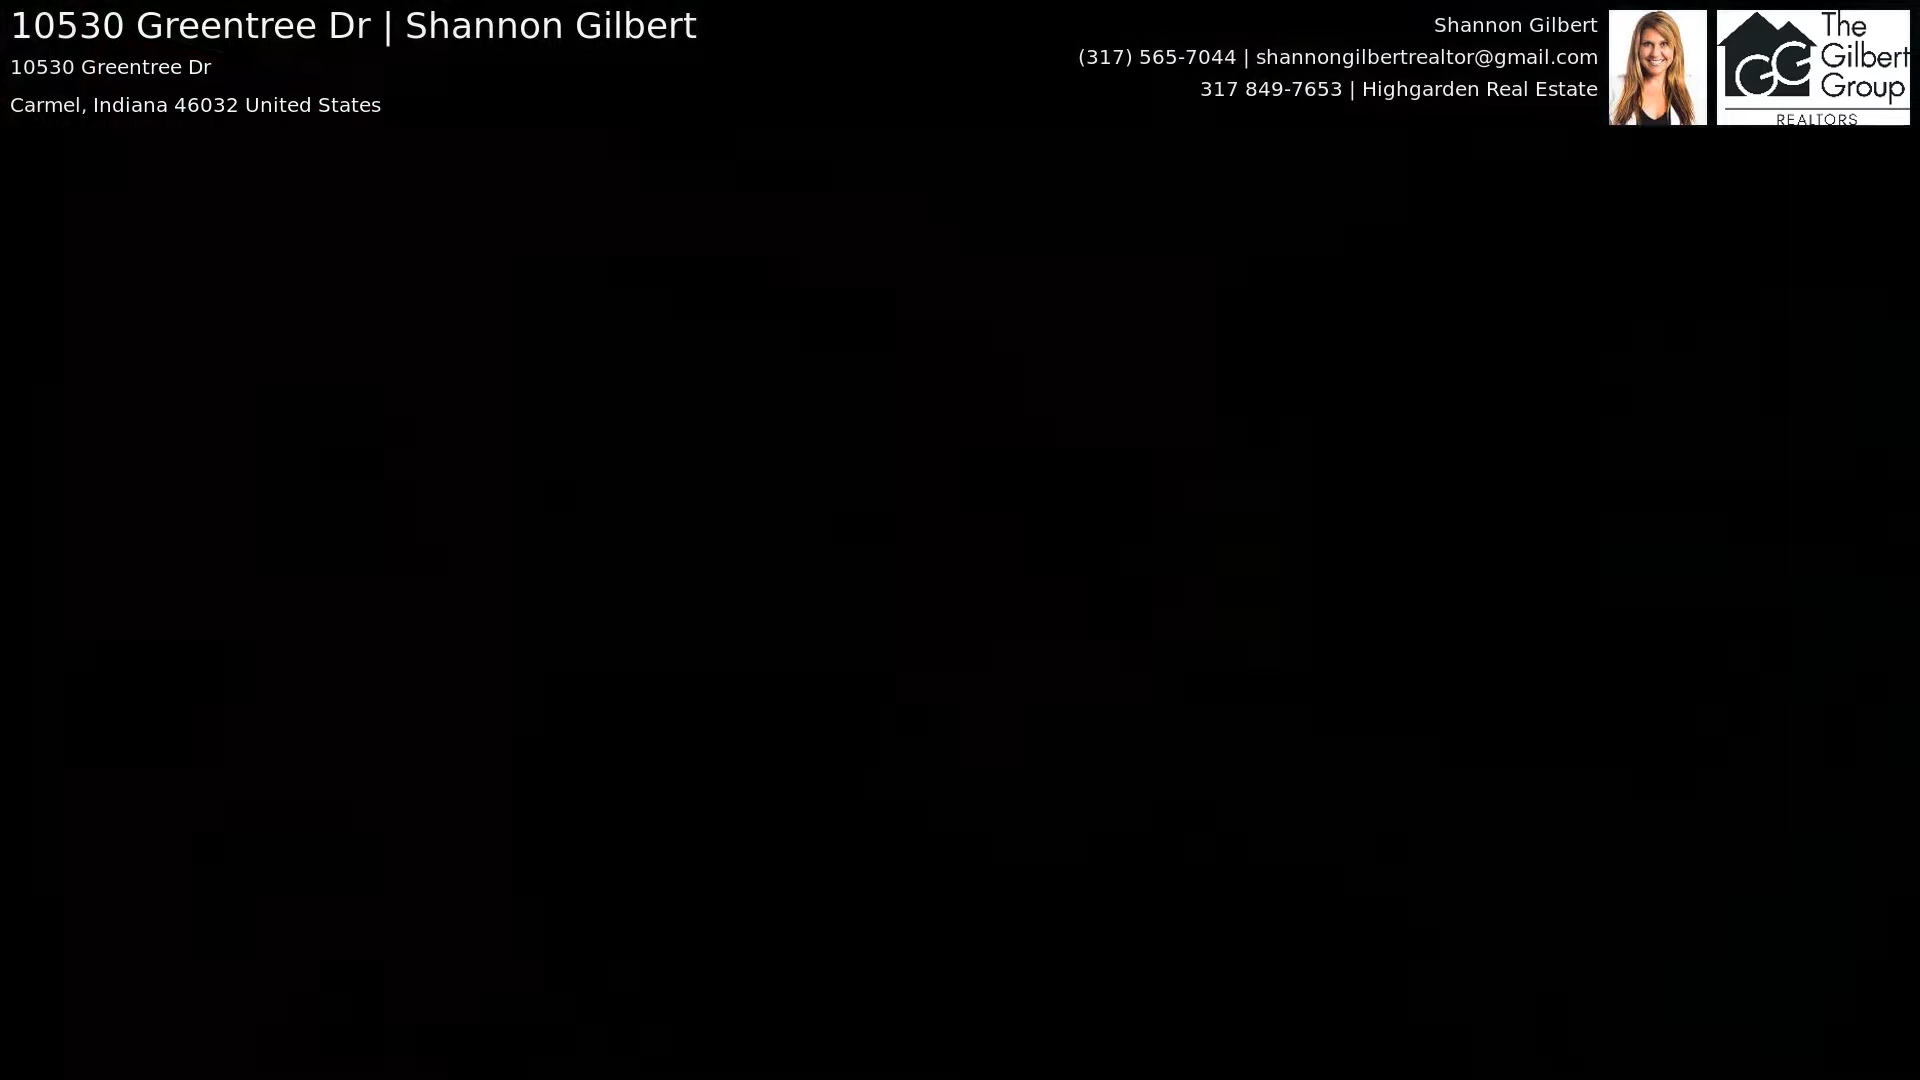 10530 Greentree Dr | Shannon Gilbert
10530 Greentree Dr
Carmel, Indiana 46032 United States
Shannon Gilbert
(317) 565-7044 | shannongilbertrealtor@gmail.com
317 849-7653 | Highgarden Real Estate
The
Gilbert
Group
REALTORS